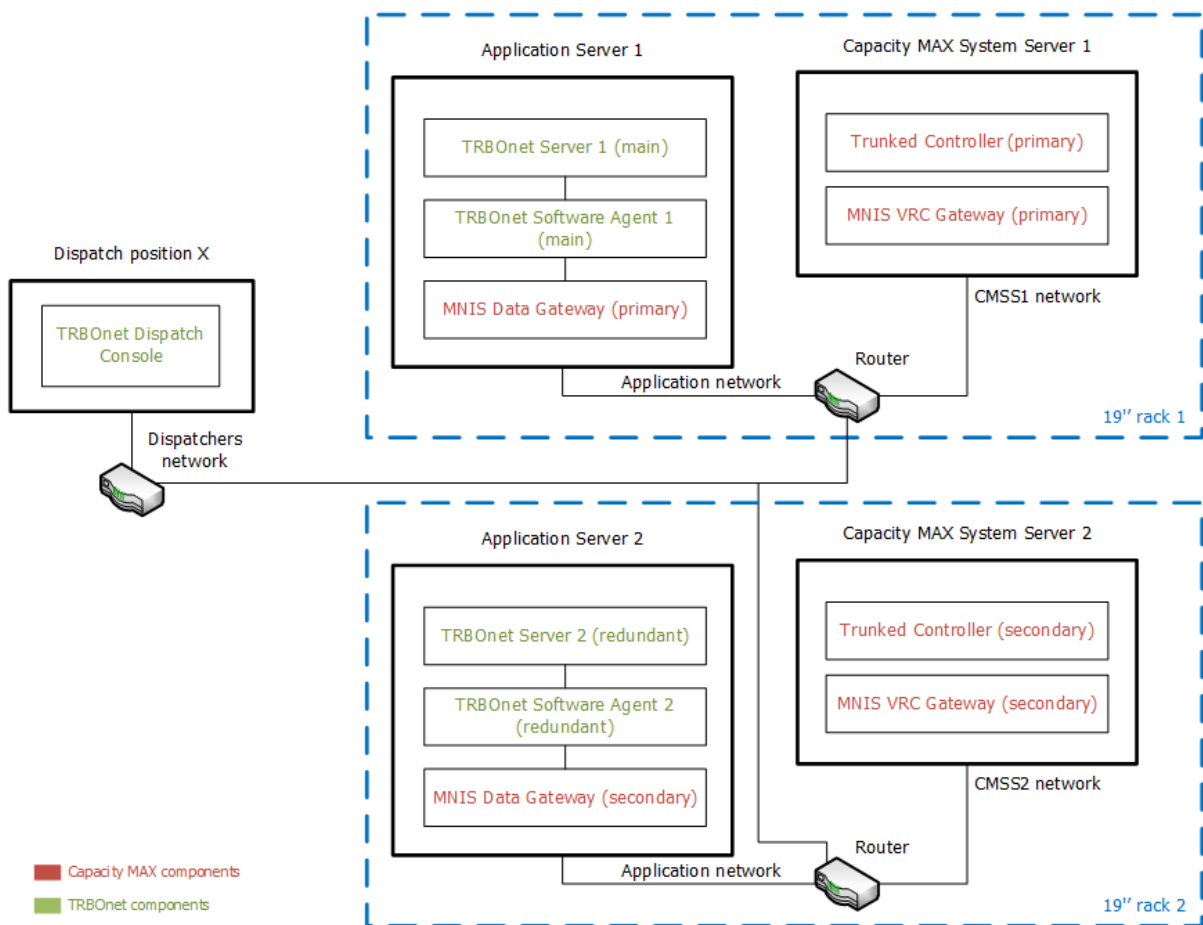 Application Server 1
Capacity MAX System Server 1
TRBOnet Server 1 (main)
TRBOnet Software Agent 1
(main)
MNIS Data Gateway (primary)
Trunked Controller (primary)
MNIS VRC Gateway (primary)
Dispatch position X
TRBOnet Dispatch
Console
CMSS1 network
Router
Application network
19'' rack 1
Dispatchers
network
Application Server 2
Capacity MAX System Server 2
TRBOnet Server 2 (redundant)
TRBOnet Software Agent 2
(redundant)
MNIS Data Gateway (secondary)
Trunked Controller (secondary)
MNIS VRC Gateway (secondary)
CMSS2 network
Router
Application network
19'' rack 2
Capacity MAX components
TRBOnet components